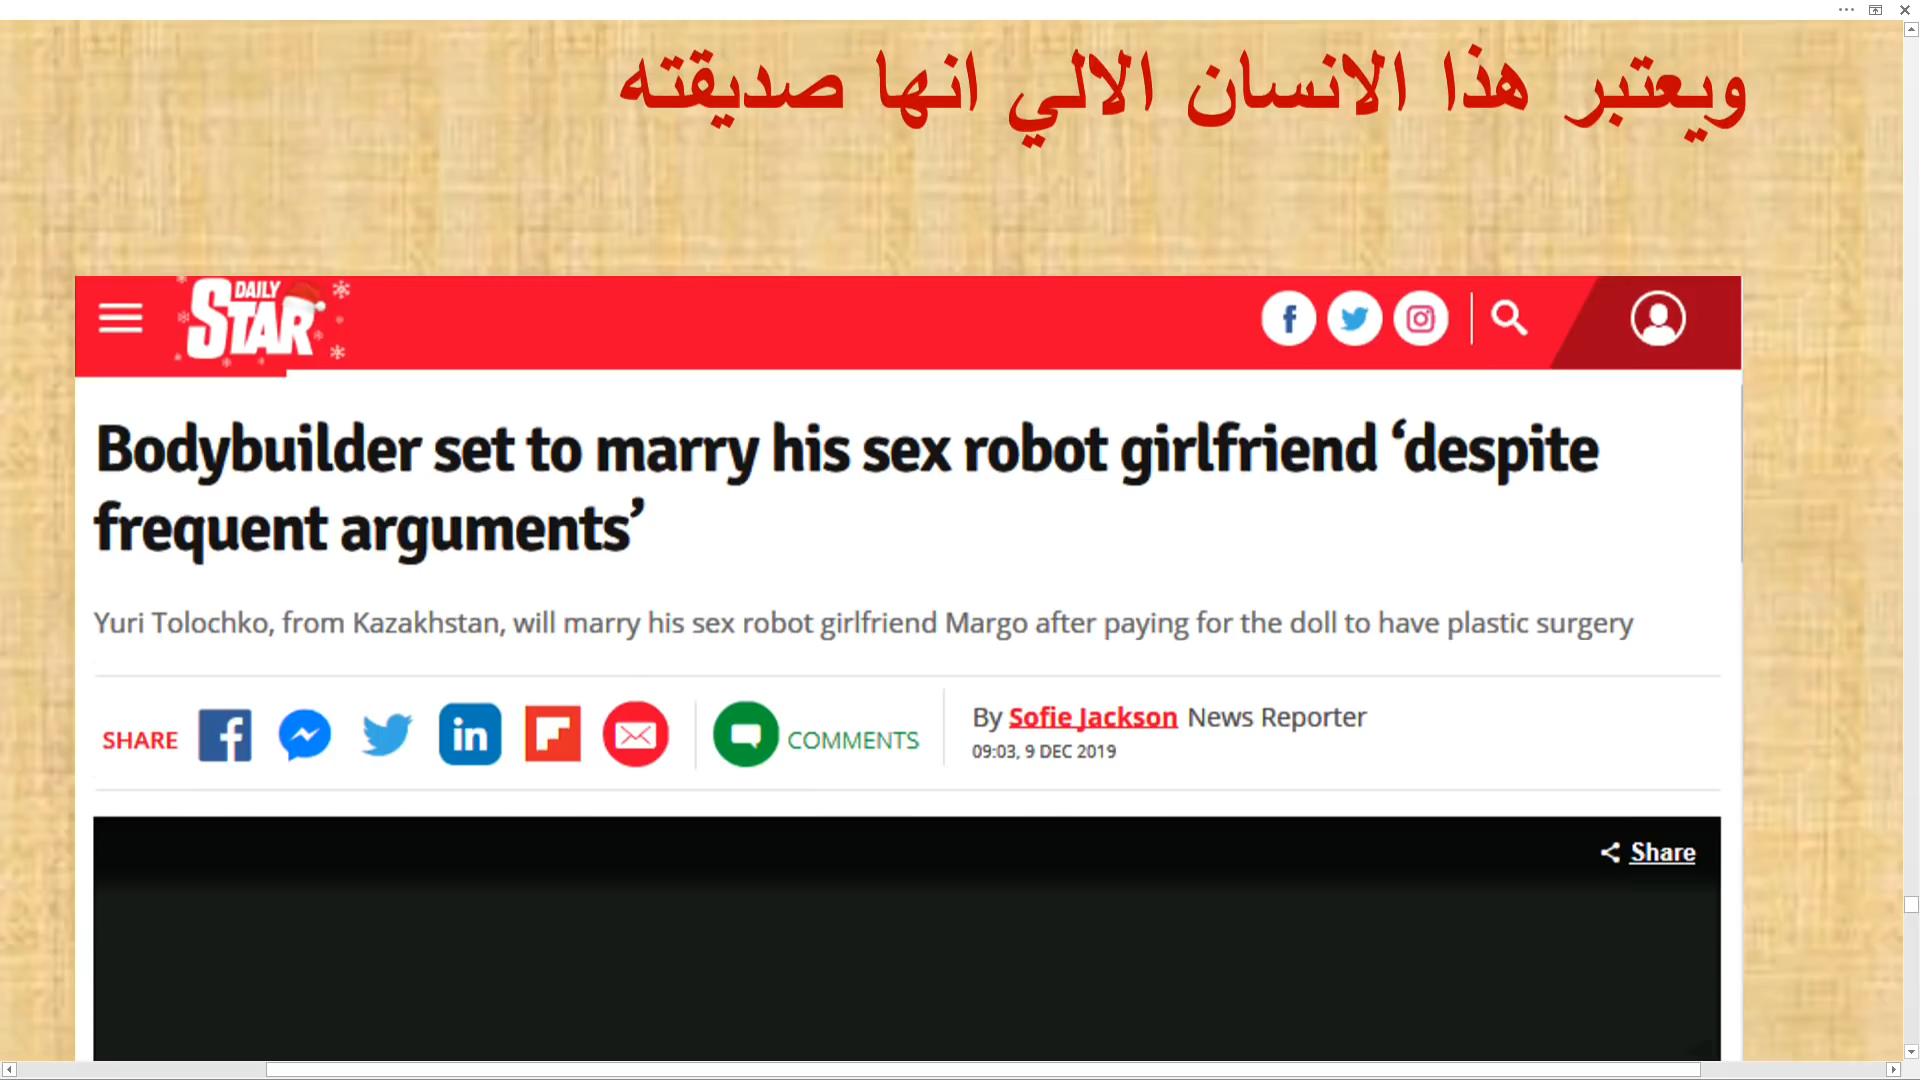 ويعتبر هذا الانسان الالي انها صديقته
DAILY
STAR
Bodybuilder set to marry his sex robot girlfriend ‘despite
frequent arguments’
Yuri Tolochko, from Kazakhstan, will marry his sex robot girlfriend Margo after paying for the doll to have plastic surgery
SHARE
COMMENTS
By Sofie Jackson News Reporter
09:03, 9 DEC 2019
Share